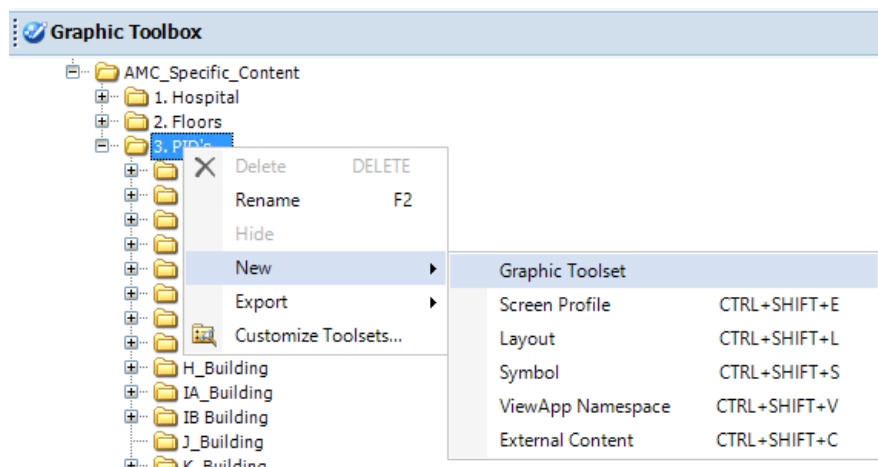 Graphic Toolbox
AMC_Specific_Content
1. Hospital
2. Floors
3. PID's
Delete DELETE
Rename F2
Hide
New
Export
Customize Toolsets...
Graphic Toolset
Screen Profile CTRL+SHIFT+E
Layout CTRL+SHIFT+L
Symbol CTRL+SHIFT+S
ViewApp Namespace CTRL+SHIFT+V
External Content CTRL+SHIFT+C
H_Building
IA_Building
IB Building
J_Building
K_Building